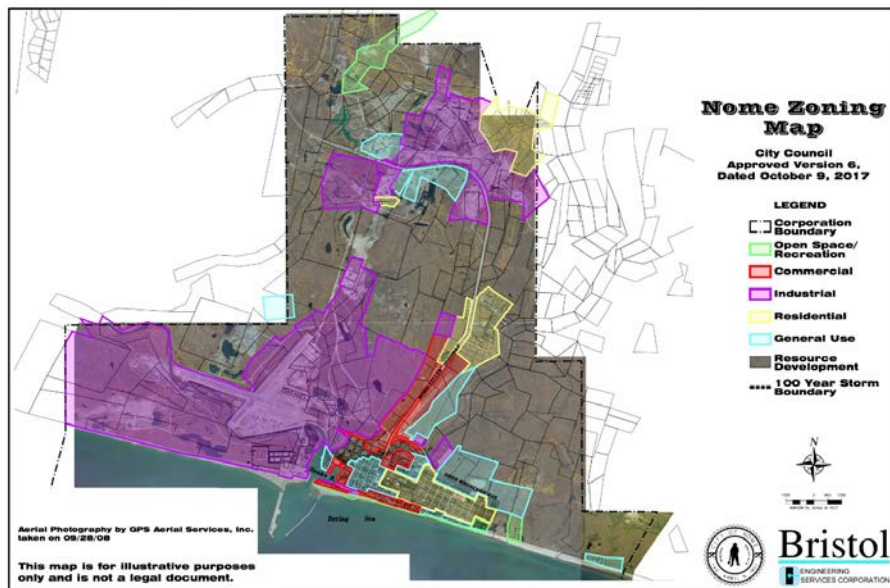 Nome Zoning
Map
City Council
Approved Version 6,
Dated October 9, 2017
LEGEND
Corporation
Boundary
Open Space/
Recreation
Commercial
Industrial
Residential
General Use
Resource
Development
100 Year Storm
Boundary
N
Bering Sea
Aerial Photography by GPS Aerial Services, Inc.
taken on 09/28/08
This map is for illustrative purposes
only and is not a legal document.
Bristol
ENGINEERING
SERVICES CORPORATION